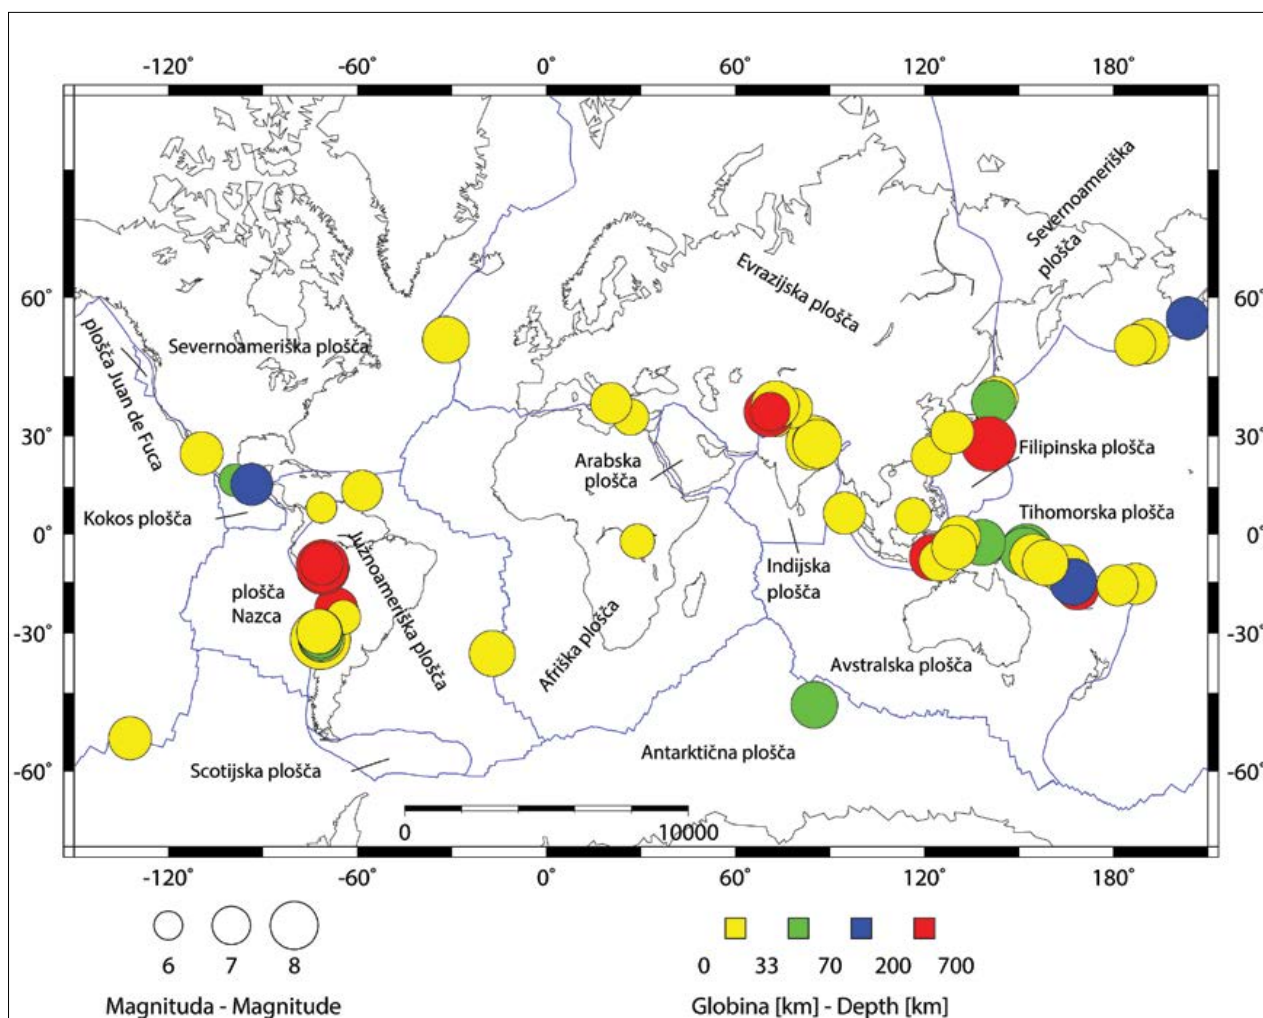 -120° -60° 0° 60° 120° 180°
60° 60°
30° 30°
0° 0°
-30° -30°
-60° -60°
Severnoameriška
plošča
Evrazijska plošča
Severnoameriška plošča
plošča Juan de Fuca
Filipinska plošča
Arabska
plošča
Kokos plošča
Tihomorska plošča
Indijska
plošča
plošča
Nazca
Južnoameriška plošča
Afriška plošča
Avstralska plošča
Antarktična plošča
Scotijska plošča
0 10000
-120° -60° 0° 60° 120° 180°
6 7 8
0 33 70 200 700
Magnituda - Magnitude
Globina [km] - Depth [km]